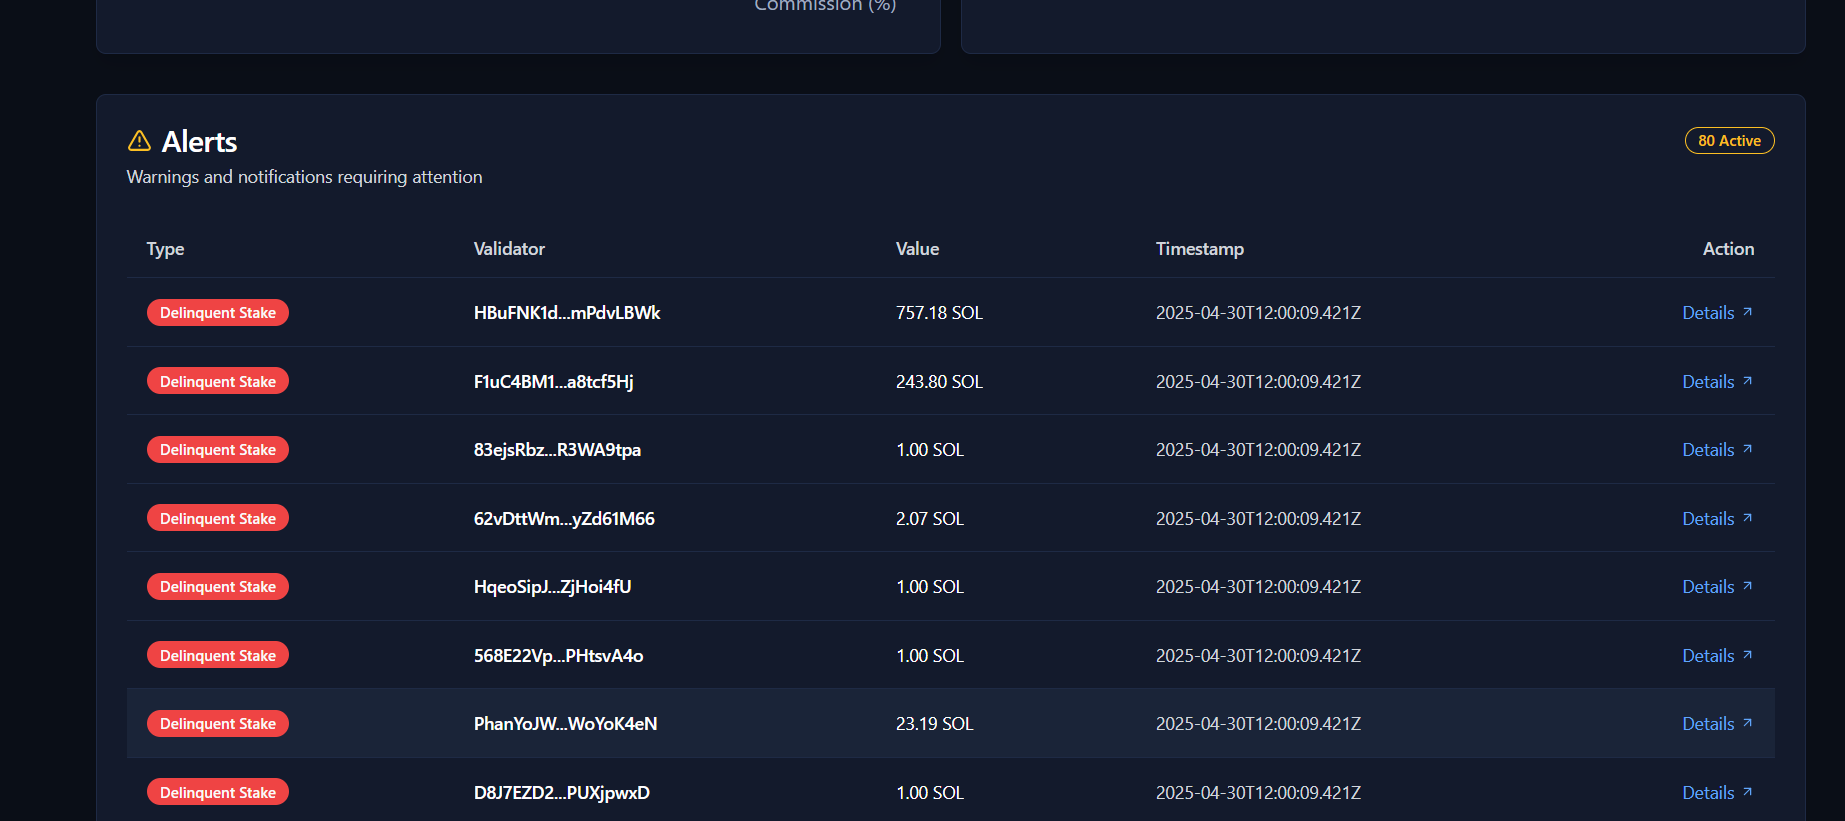 Commission (%)
Alerts
80 Active
Warnings and notifications requiring attention
Type Validator Value Timestamp Action
Delinquent Stake HBuFNK1d...mPdvLBWk 757.18 SOL 2025-04-30T12:00:09.421Z Details
Delinquent Stake F1uC4BM1...a8tcf5Hj 243.80 SOL 2025-04-30T12:00:09.421Z Details
Delinquent Stake 83ejsRbz...R3WA9tpa 1.00 SOL 2025-04-30T12:00:09.421Z Details
Delinquent Stake 62vDttWm...yZd61M66 2.07 SOL 2025-04-30T12:00:09.421Z Details
Delinquent Stake HqeoSipJ...ZjHoi4fU 1.00 SOL 2025-04-30T12:00:09.421Z Details
Delinquent Stake 568E22Vp...PHtsvA4o 1.00 SOL 2025-04-30T12:00:09.421Z Details
Delinquent Stake PhanYoJW...WoYoK4eN 23.19 SOL 2025-04-30T12:00:09.421Z Details
Delinquent Stake D8J7EZD2...PUXjpwxD 1.00 SOL 2025-04-30T12:00:09.421Z Details